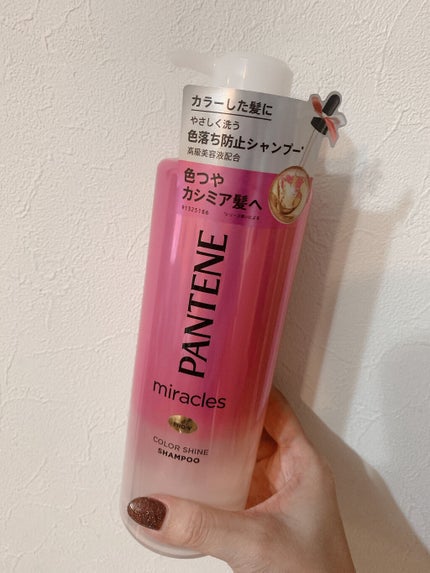 カラーした髪に
やさしく洗う
色落ち防止シャンプー*
高級美容液配合
色つや
カシミア髪へ
PANTENE
miracles
PRO-V
COLOR SHINE
SHAMPOO